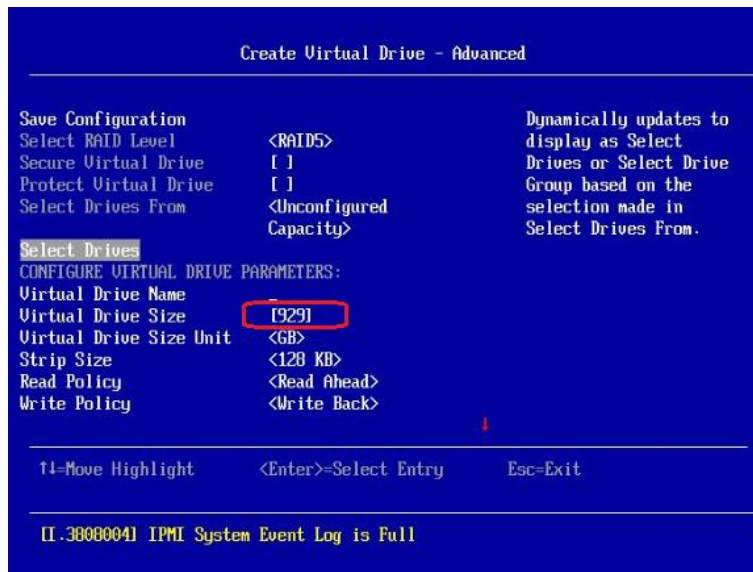 Create Virtual Drive - Advanced
Save Configuration
Select RAID Level <RAID5>
Secure Virtual Drive [ ]
Protect Virtual Drive [ ]
Select Drives From <Unconfigured
Capacity>
Select Drives
CONFIGURE VIRTUAL DRIVE PARAMETERS:
Virtual Drive Name _
Virtual Drive Size [929]
Virtual Drive Size Unit <GB>
Strip Size <128 KB>
Read Policy <Read Ahead>
Write Policy <Write Back>
Dynamically updates to
display as Select
Drives or Select Drive
Group based on the
selection made in
Select Drives From.
↓
↑↓=Move Highlight <Enter>=Select Entry Esc=Exit
[I.3808004] IPMI System Event Log is Full